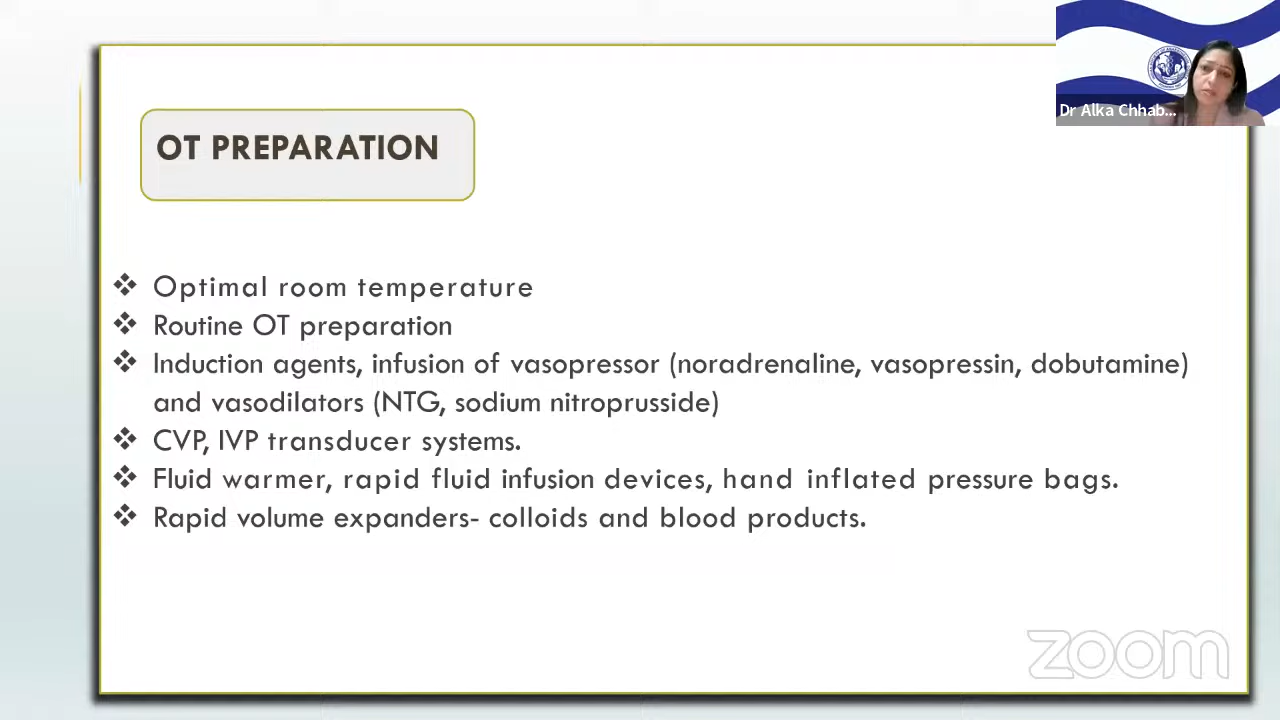 Dr Alka Chhab...
OT PREPARATION
❖ Optimal room temperature
❖ Routine OT preparation
❖ Induction agents, infusion of vasopressor (noradrenaline, vasopressin, dobutamine)
and vasodilators (NTG, sodium nitroprusside)
❖ CVP, IVP transducer systems.
❖ Fluid warmer, rapid fluid infusion devices, hand inflated pressure bags.
❖ Rapid volume expanders- colloids and blood products.
zoom